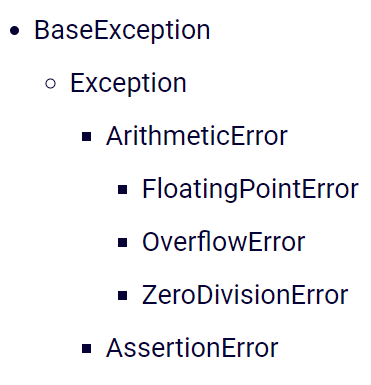 BaseException
Exception
ArithmeticError
FloatingPointError
OverflowError
ZeroDivisionError
AssertionError